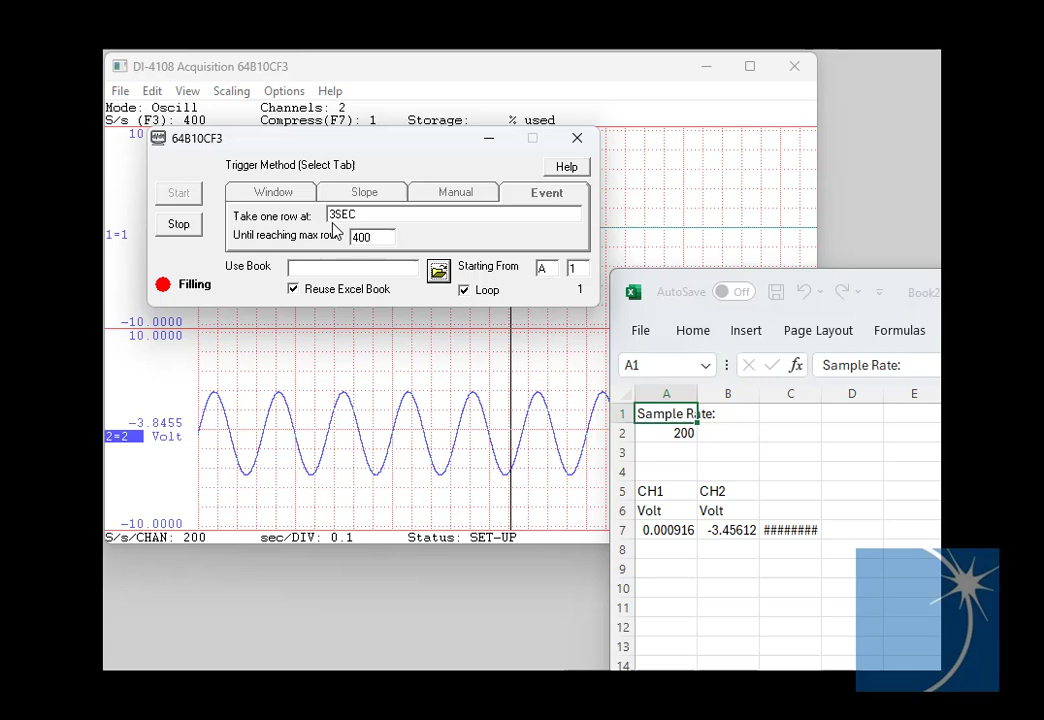 DI-4108 Acquisition 64B10CF3
File Edit View Scaling Options Help
Mode: Oscill Channels: 2
S/s (F3): 400 Compress(F7): 1 Storage: % used
10
64B10CF3
Trigger Method (Select Tab)
Help
Start
Window Slope Manual Event
Take one row at: 3SEC
Stop
Until reaching max row 400
1=1
Use Book Starting From A 1
Filling
Reuse Excel Book Loop 1
-10.0000
10.0000
-3.8455
2=2 Volt
-10.0000
S/s/CHAN: 200 sec/DIV: 0.1 Status: SET-UP
AutoSave Off Book2
File Home Insert Page Layout Formulas
A1 fx Sample Rate:
A B C D E
1 Sample Rate:
2 200
3
4
5 CH1 CH2
6 Volt Volt
7 0.000916 -3.45612 ########
8
9
10
11
12
13
14